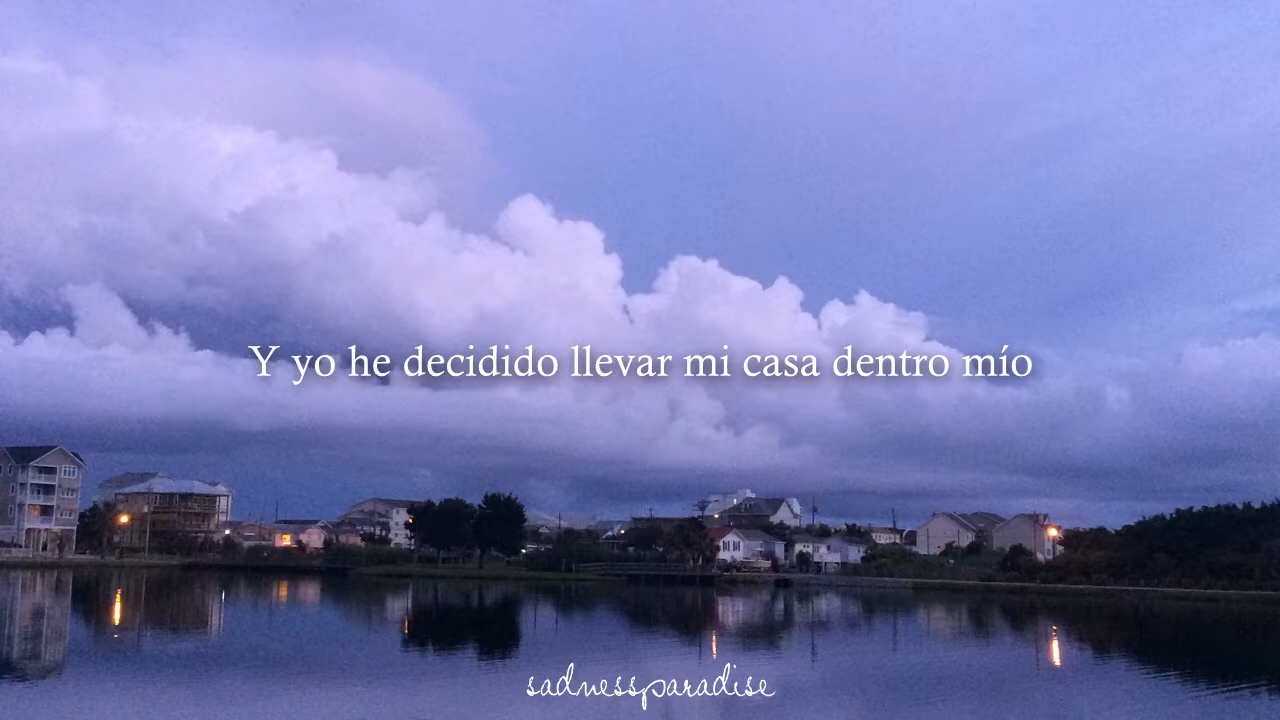 Y yo he decidido llevar mi casa dentro mío
sadnessparadise